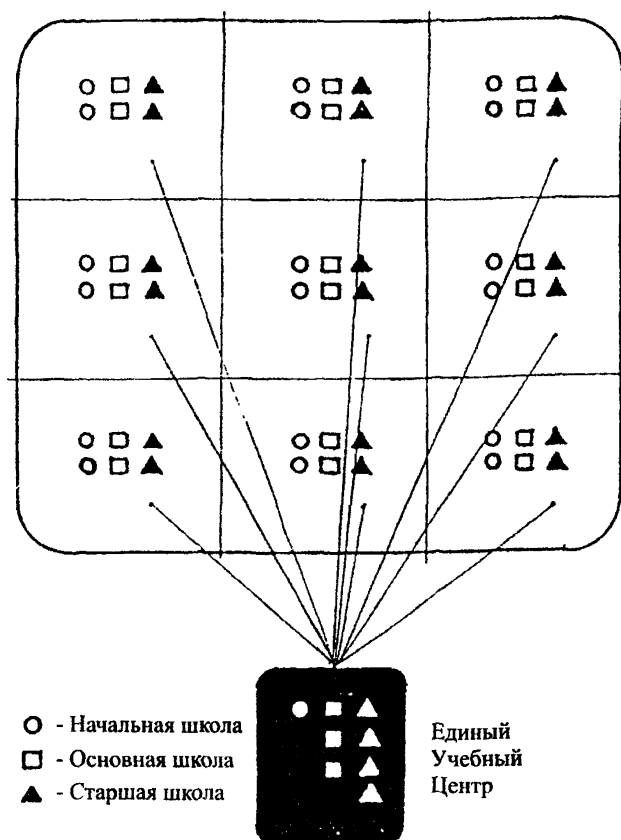 - Начальная школа
- Основная школа
- Старшая школа
Единый
Учебный
Центр